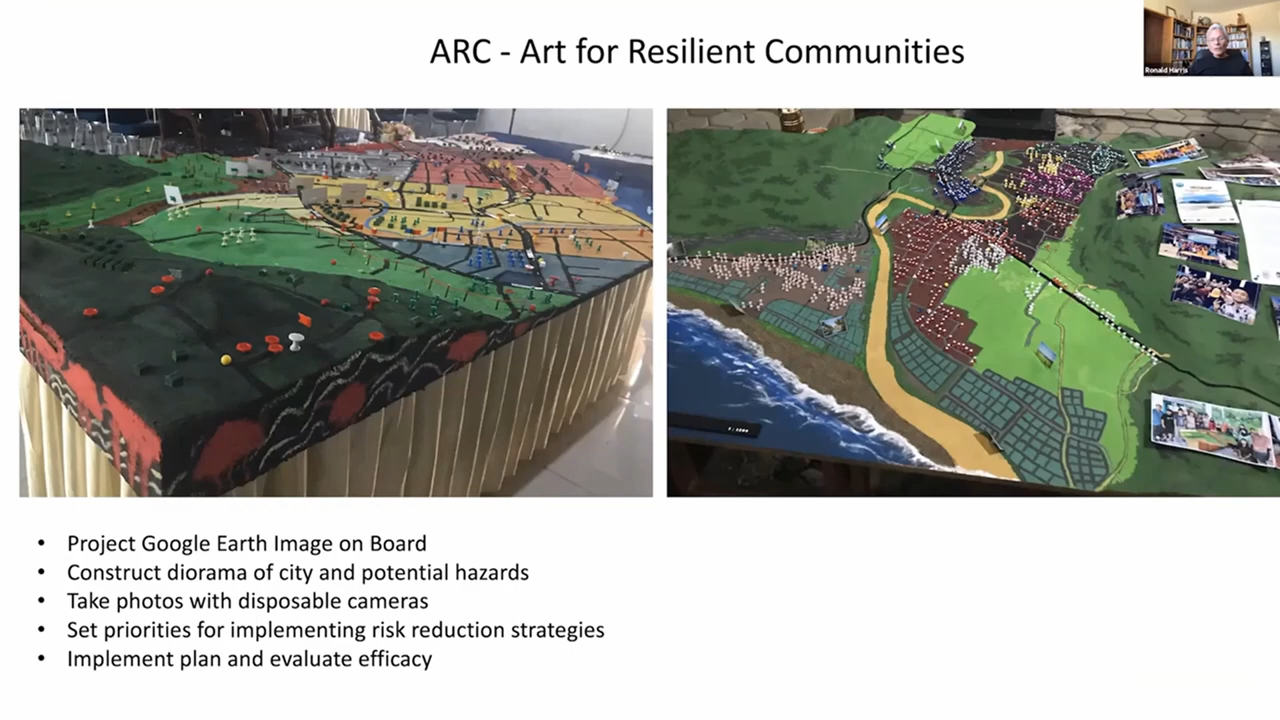 ARC - Art for Resilient Communities
Ronald Harris
• Project Google Earth Image on Board
• Construct diorama of city and potential hazards
• Take photos with disposable cameras
• Set priorities for implementing risk reduction strategies
• Implement plan and evaluate efficacy